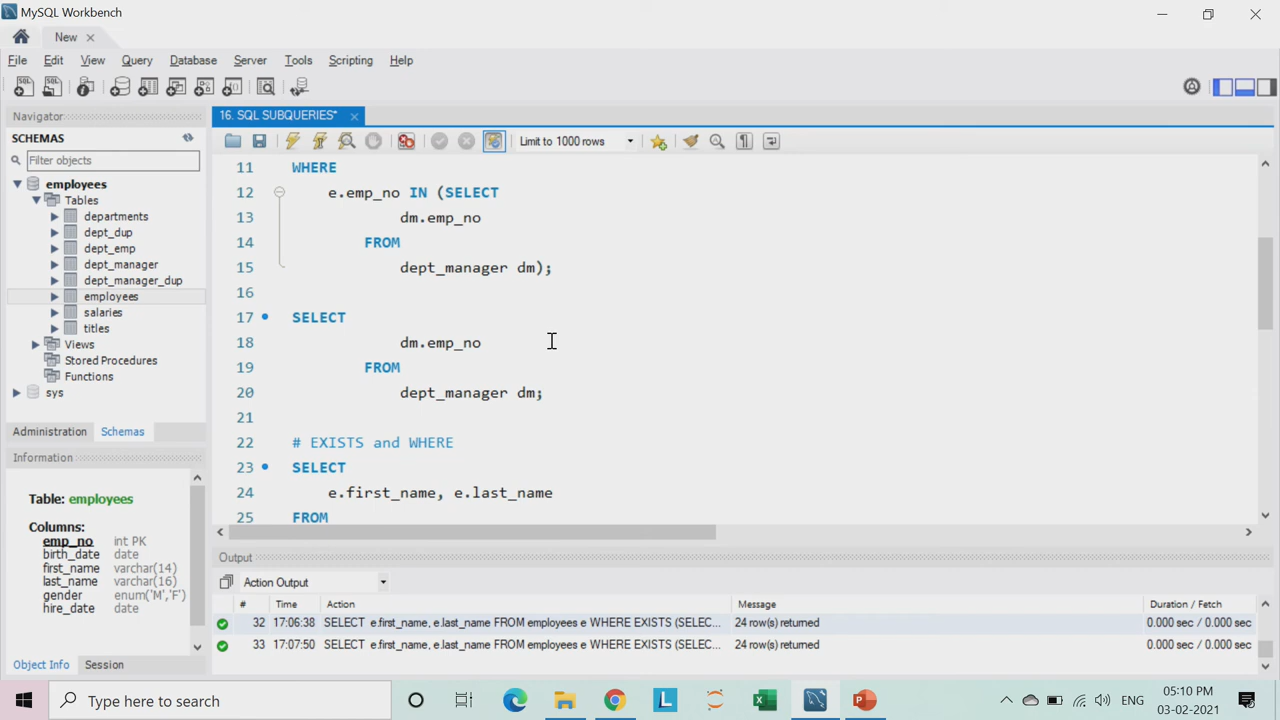 MySQL Workbench
New
File Edit View Query Database Server Tools Scripting Help
Navigator
SCHEMAS
Filter objects
employees
Tables
departments
dept_dup
dept_emp
dept_manager
dept_manager_dup
employees
salaries
titles
Views
Stored Procedures
Functions
sys
Administration Schemas
Information
Table: employees
Columns:
emp_no int PK
birth_date date
first_name varchar(14)
last_name varchar(16)
gender enum('M','F')
hire_date date
Object Info Session
16. SQL SUBQUERIES*
Limit to 1000 rows
11 WHERE
12 e.emp_no IN (SELECT
13 dm.emp_no
14 FROM
15 dept_manager dm);
16
17 SELECT
18 dm.emp_no
19 FROM
20 dept_manager dm;
21
22 # EXISTS and WHERE
23 SELECT
24 e.first_name, e.last_name
25 FROM
Output
Action Output
# Time Action Message Duration / Fetch
32 17:06:38 SELECT e.first_name, e.last_name FROM employees e WHERE EXISTS (SELEC... 24 row(s) returned 0.000 sec / 0.000 sec
33 17:07:50 SELECT e.first_name, e.last_name FROM employees e WHERE EXISTS (SELEC... 24 row(s) returned 0.000 sec / 0.000 sec
Type here to search
ENG
05:10 PM
03-02-2021